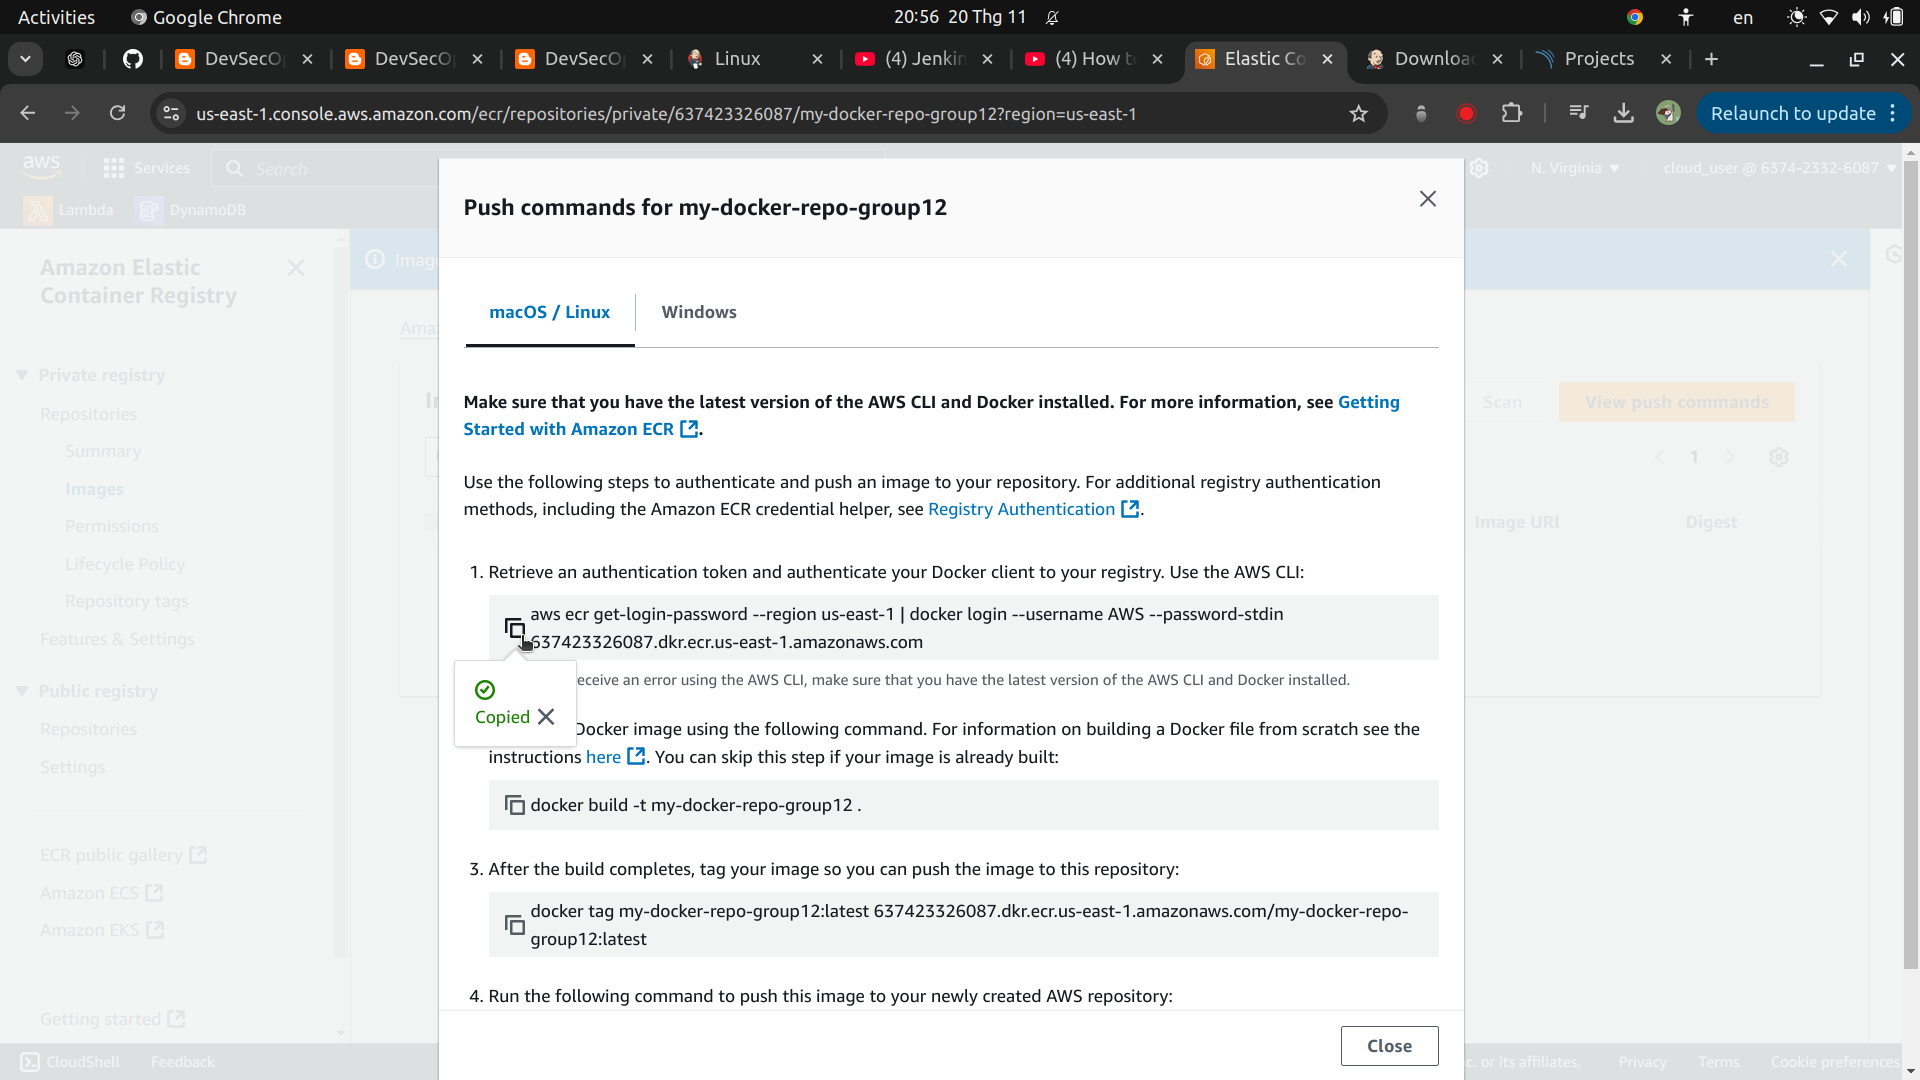 Activities
Google Chrome
20:56 20 Thg 11
en
DevSecO
DevSecO
DevSecO
Linux
(4) Jenkin
(4) How t
Elastic Co
Downloa
Projects
us-east-1.console.aws.amazon.com/ecr/repositories/private/637423326087/my-docker-repo-group12?region=us-east-1
Relaunch to update
aws
Services
Search
N. Virginia
cloud_user @ 6374-2332-6087
Lambda
DynamoDB
Amazon Elastic
Container Registry
Private registry
Repositories
Summary
Images
Permissions
Lifecycle Policy
Repository tags
Features & Settings
Public registry
Repositories
Settings
ECR public gallery
Amazon ECS
Amazon EKS
Getting started
CloudShell
Feedback
Imag
Ama
Scan
View push commands
1
Image URI
Digest
Push commands for my-docker-repo-group12
macOS / Linux
Windows
Make sure that you have the latest version of the AWS CLI and Docker installed. For more information, see Getting
Started with Amazon ECR.
Use the following steps to authenticate and push an image to your repository. For additional registry authentication
methods, including the Amazon ECR credential helper, see Registry Authentication.
1. Retrieve an authentication token and authenticate your Docker client to your registry. Use the AWS CLI:
aws ecr get-login-password --region us-east-1 | docker login --username AWS --password-stdin
637423326087.dkr.ecr.us-east-1.amazonaws.com
eceive an error using the AWS CLI, make sure that you have the latest version of the AWS CLI and Docker installed.
Copied
Docker image using the following command. For information on building a Docker file from scratch see the
instructions here. You can skip this step if your image is already built:
docker build -t my-docker-repo-group12 .
3. After the build completes, tag your image so you can push the image to this repository:
docker tag my-docker-repo-group12:latest 637423326087.dkr.ecr.us-east-1.amazonaws.com/my-docker-repo-
group12:latest
4. Run the following command to push this image to your newly created AWS repository:
Close
c. or its affiliates.
Privacy
Terms
Cookie preferences